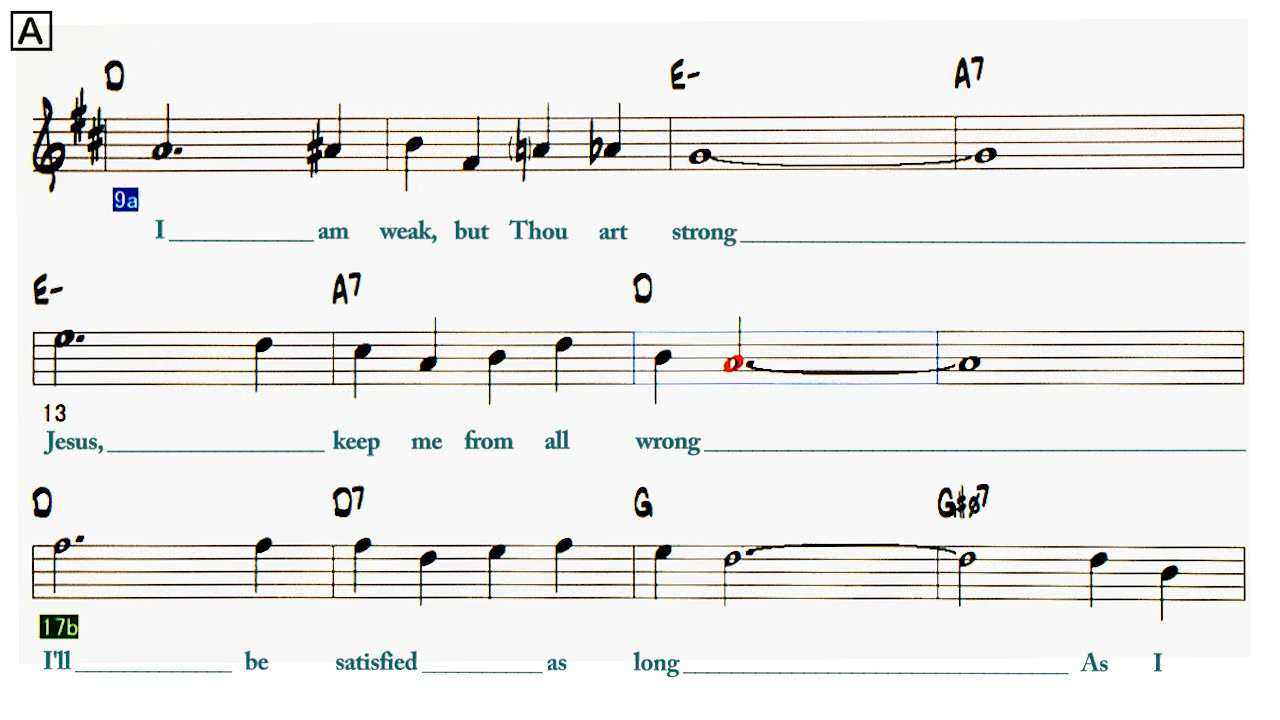 A
D E- A7
9a
I am weak, but Thou art strong
E- A7 D
13
Jesus, keep me from all wrong
D D7 G G#ø7
17b
I'll be satisfied as long As I